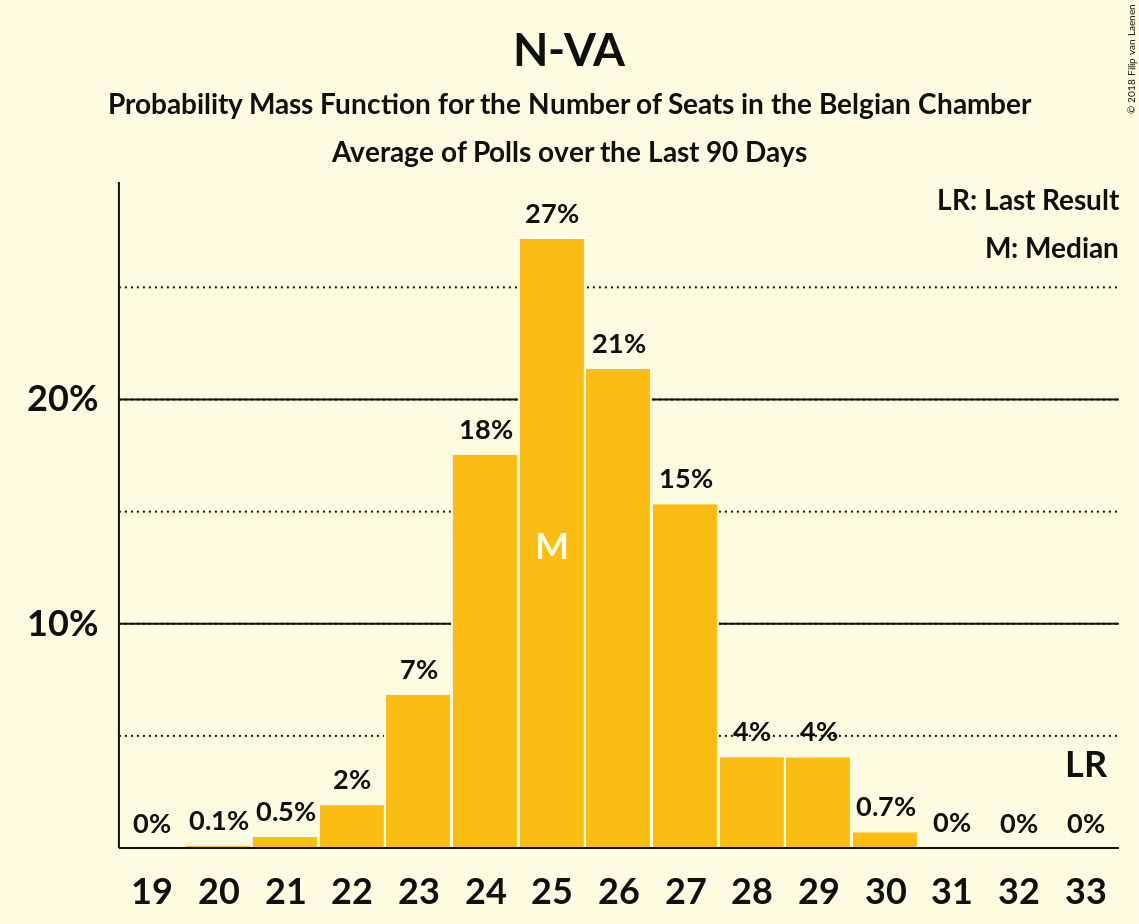 N-VA
Probability Mass Function for the Number of Seats in the Belgian Chamber
Average of Polls over the Last 90 Days
© 2018 Filip van Laenen
LR: Last Result
M: Median
27%
21%
20%
18%
15%
M
10%
7%
4% 4%
LR
2%
0% 0.1% 0.5% 0.7% 0% 0% 0%
19 20 21 22 23 24 25 26 27 28 29 30 31 32 33